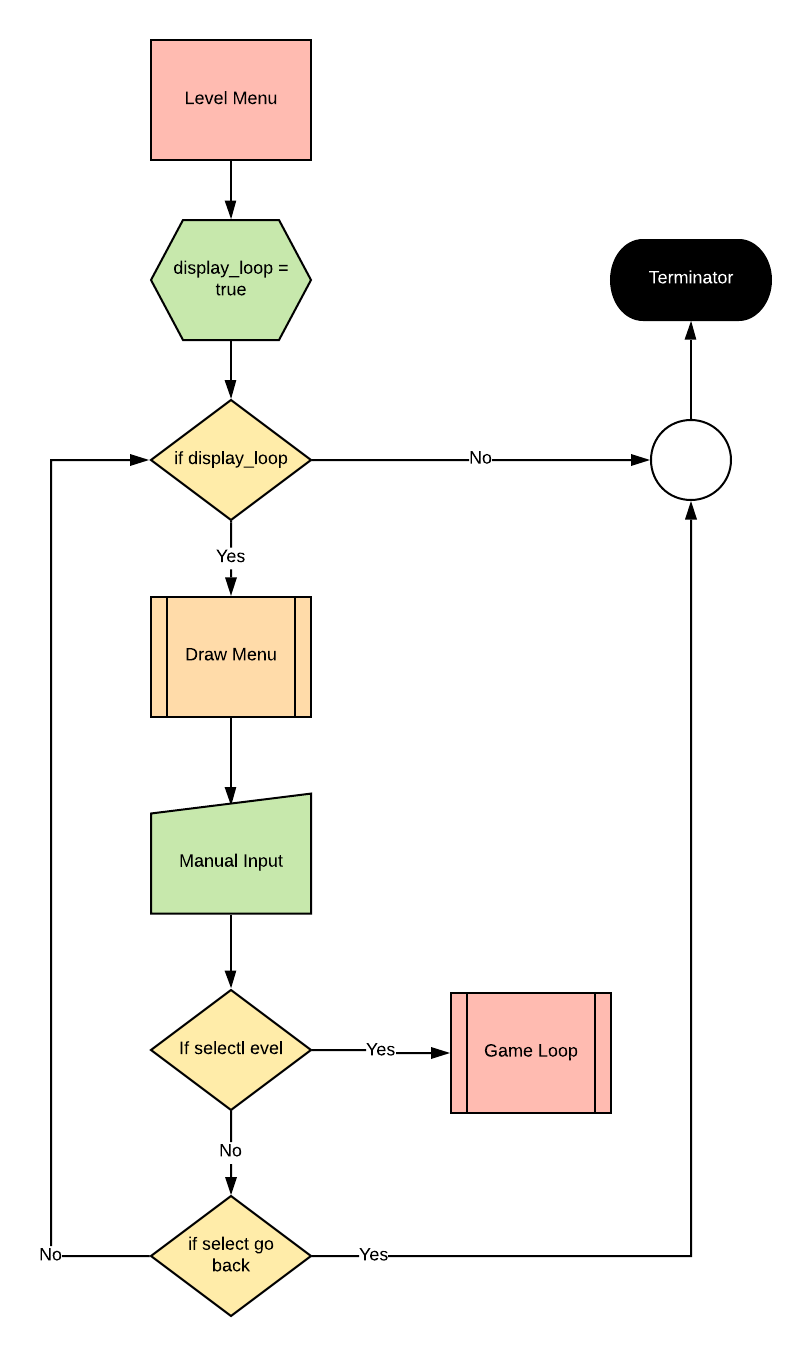 Level Menu
display_loop =
true
Terminator
if display_loop
No
Yes
Draw Menu
Manual Input
If selectl evel
Yes
Game Loop
No
if select go
back
No
Yes